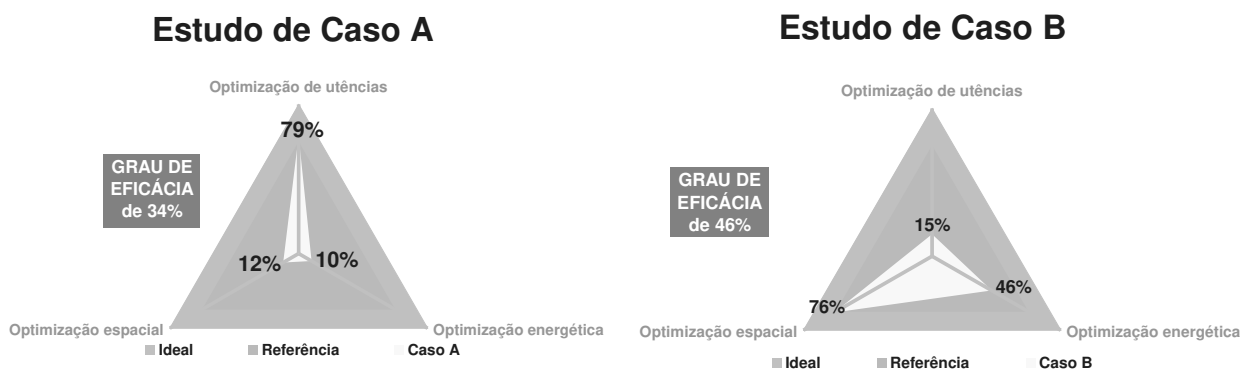 Estudo de Caso A
Optimização de utências
79%
GRAU DE
EFICÁCIA
de 34%
12%
10%
Optimização espacial
Optimização energética
Ideal
Referência
Caso A
Estudo de Caso B
Optimização de utências
GRAU DE
EFICÁCIA
de 46%
15%
46%
76%
Optimização espacial
Optimização energética
Ideal
Referência
Caso B